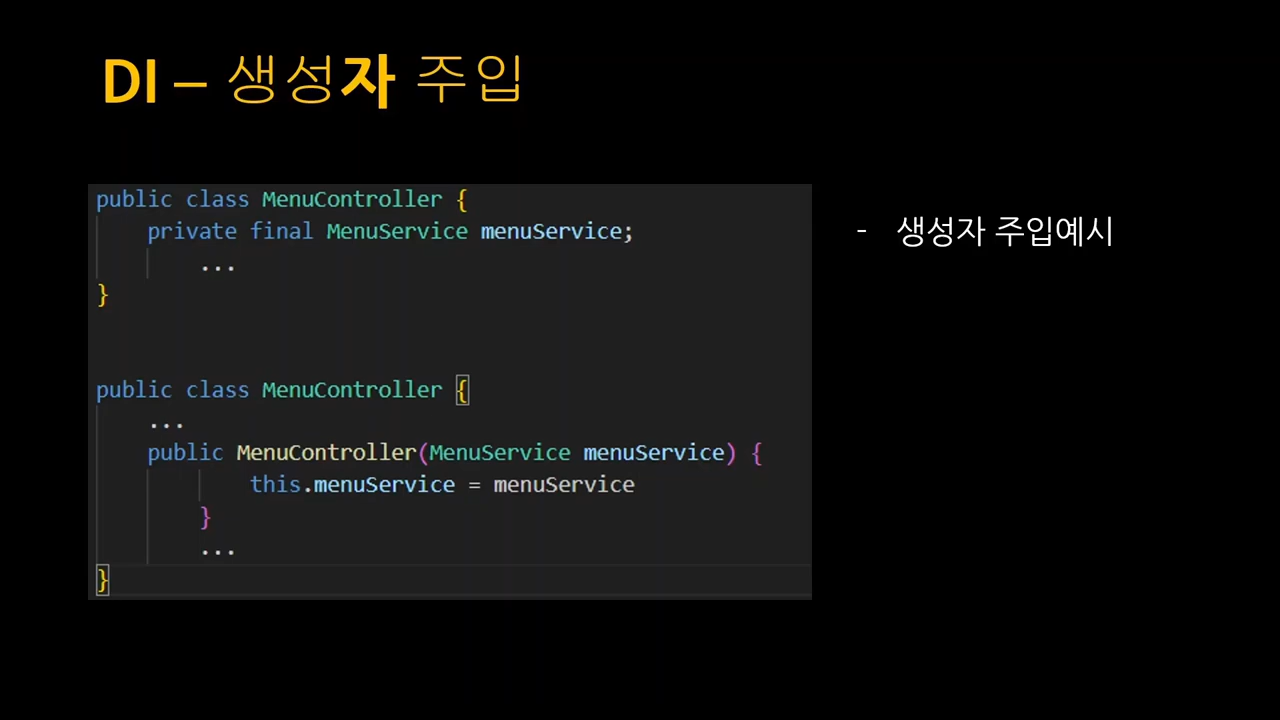 DI – 생성자 주입
public class MenuController {
private final MenuService menuService;
...
}
public class MenuController {
...
public MenuController(MenuService menuService) {
this.menuService = menuService
}
...
}
- 생성자 주입예시